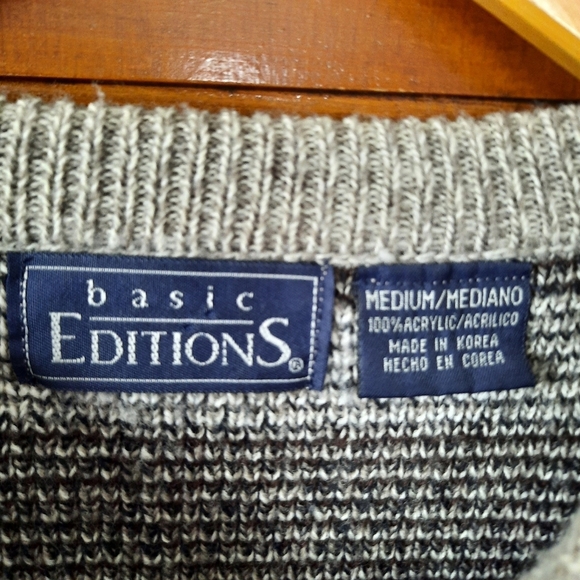 basic
EDITIONS®
MEDIUM/MEDIANO
100% ACRYLIC/ACRILICO
MADE IN KOREA
HECHO EN COREA